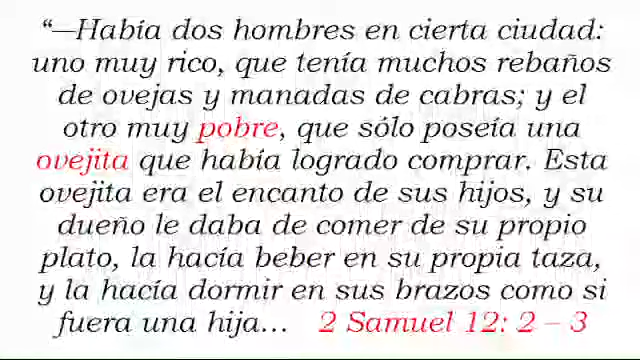 “—Había dos hombres en cierta ciudad:
uno muy rico, que tenía muchos rebaños
de ovejas y manadas de cabras; y el
otro muy pobre, que sólo poseía una
ovejita que había logrado comprar. Esta
ovejita era el encanto de sus hijos, y su
dueño le daba de comer de su propio
plato, la hacía beber en su propia taza,
y la hacía dormir en sus brazos como si
fuera una hija… 2 Samuel 12: 2 – 3